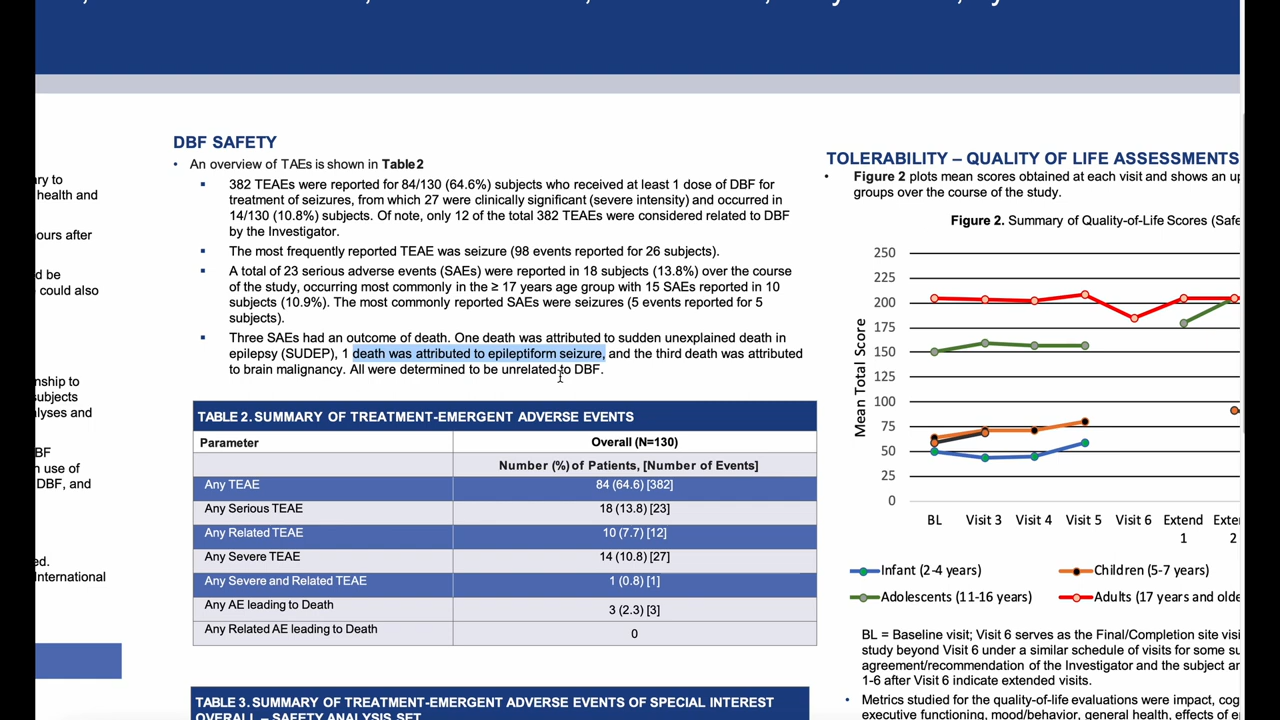 ry to
health and
ours after
d be
could also
nship to
ubjects
lyses and
BF
n use of
DBF, and
ed.
International
DBF SAFETY
• An overview of TAEs is shown in Table 2
▪ 382 TEAEs were reported for 84/130 (64.6%) subjects who received at least 1 dose of DBF for
treatment of seizures, from which 27 were clinically significant (severe intensity) and occurred in
14/130 (10.8%) subjects. Of note, only 12 of the total 382 TEAEs were considered related to DBF
by the Investigator.
▪ The most frequently reported TEAE was seizure (98 events reported for 26 subjects).
▪ A total of 23 serious adverse events (SAEs) were reported in 18 subjects (13.8%) over the course
of the study, occurring most commonly in the ≥ 17 years age group with 15 SAEs reported in 10
subjects (10.9%). The most commonly reported SAEs were seizures (5 events reported for 5
subjects).
▪ Three SAEs had an outcome of death. One death was attributed to sudden unexplained death in
epilepsy (SUDEP), 1 death was attributed to epileptiform seizure, and the third death was attributed
to brain malignancy. All were determined to be unrelated to DBF.
TABLE 2. SUMMARY OF TREATMENT-EMERGENT ADVERSE EVENTS
Parameter Overall (N=130)
Number (%) of Patients, [Number of Events]
Any TEAE 84 (64.6) [382]
Any Serious TEAE 18 (13.8) [23]
Any Related TEAE 10 (7.7) [12]
Any Severe TEAE 14 (10.8) [27]
Any Severe and Related TEAE 1 (0.8) [1]
Any AE leading to Death 3 (2.3) [3]
Any Related AE leading to Death 0
TABLE 3. SUMMARY OF TREATMENT-EMERGENT ADVERSE EVENTS OF SPECIAL INTEREST
OVERALL – SAFETY ANALYSIS SET
TOLERABILITY – QUALITY OF LIFE ASSESSMENTS
• Figure 2 plots mean scores obtained at each visit and shows an up
groups over the course of the study.
Figure 2. Summary of Quality-of-Life Scores (Safe
Mean Total Score
250
225
200
175
150
125
100
75
50
25
0
BL Visit 3 Visit 4 Visit 5 Visit 6 Extend Exte
1 2
Infant (2-4 years) Children (5-7 years)
Adolescents (11-16 years) Adults (17 years and olde
BL = Baseline visit; Visit 6 serves as the Final/Completion site visi
study beyond Visit 6 under a similar schedule of visits for some su
agreement/recommendation of the Investigator and the subject ar
1-6 after Visit 6 indicate extended visits.
• Metrics studied for the quality-of-life evaluations were impact, cog
executive functioning, mood/behavior, general health, effects of e